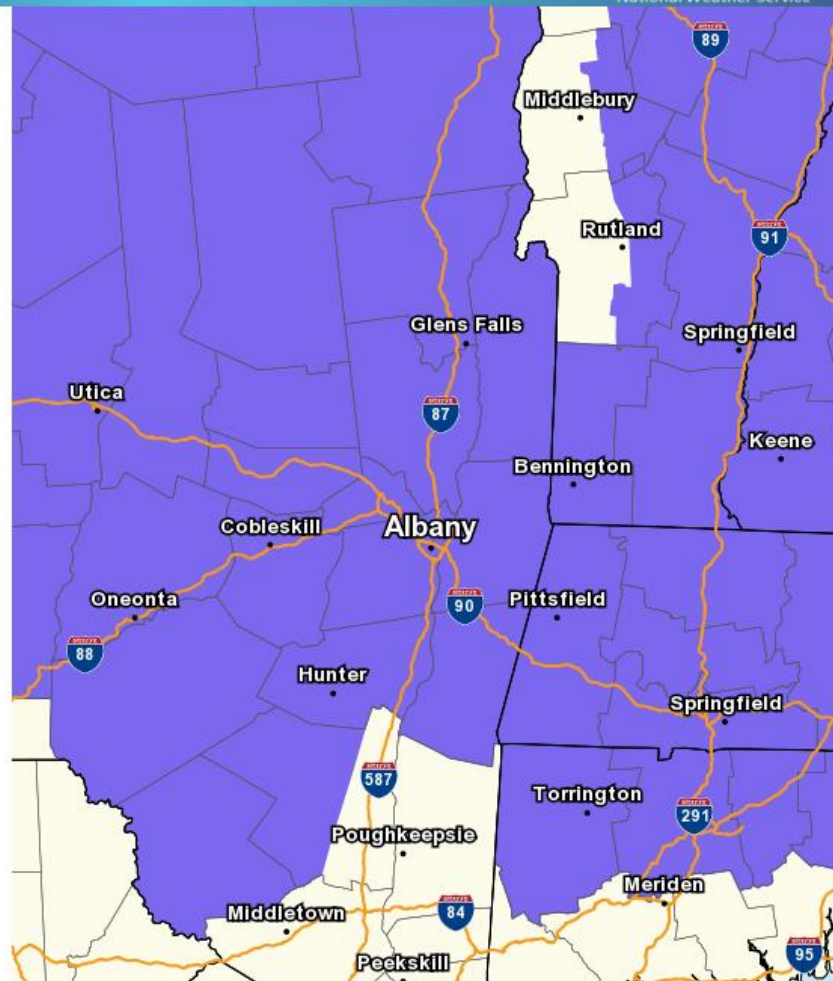 National Weather Service
89
Middlebury
Rutland
91
Glens Falls
Springfield
Utica
87
Keene
Bennington
Cobleskill
Albany
Oneonta
90
Pittsfield
88
Hunter
Springfield
587
Torrington
291
Poughkeepsie
Meriden
Middletown
84
95
Peekskill